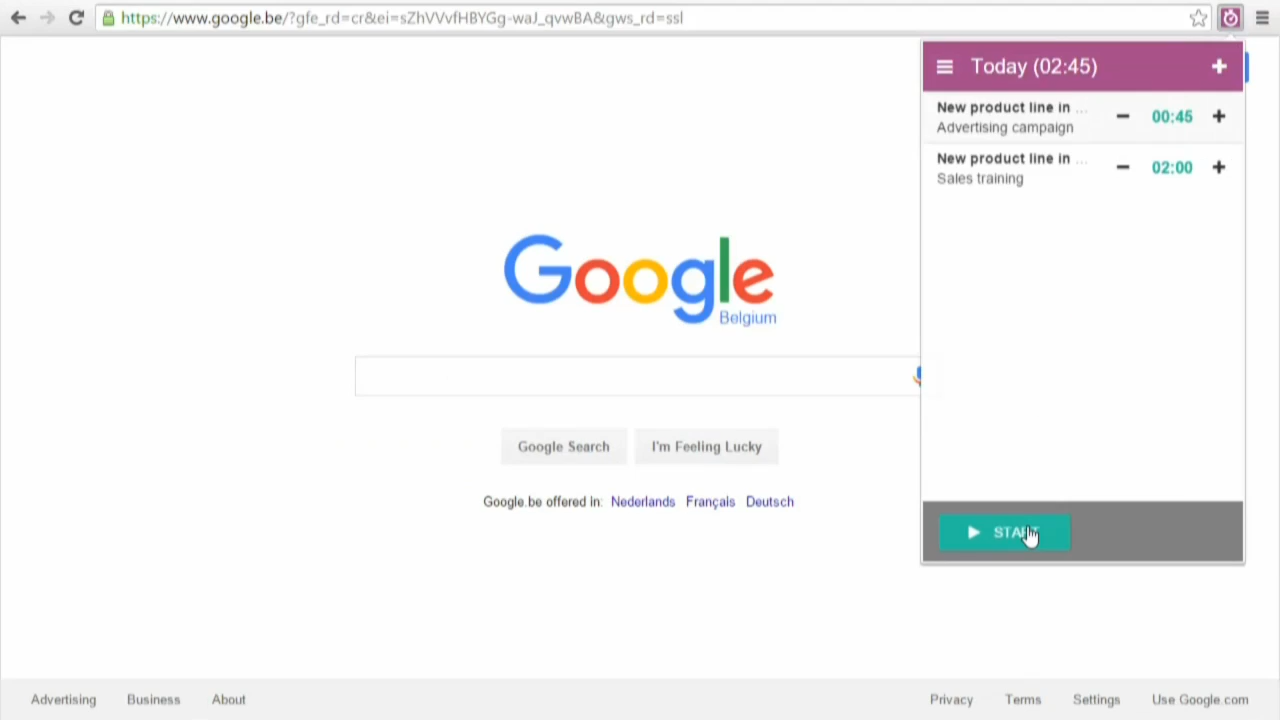 https://www.google.be/?gfe_rd=cr&ei=sZhVVvfHBYGg-waJ_qvwBA&gws_rd=ssl
Today (02:45)
New product line in ...
Advertising campaign
00:45
New product line in ...
Sales training
02:00
Google
Belgium
Google Search
I'm Feeling Lucky
Google.be offered in: Nederlands Français Deutsch
START
Advertising Business About
Privacy Terms Settings Use Google.com